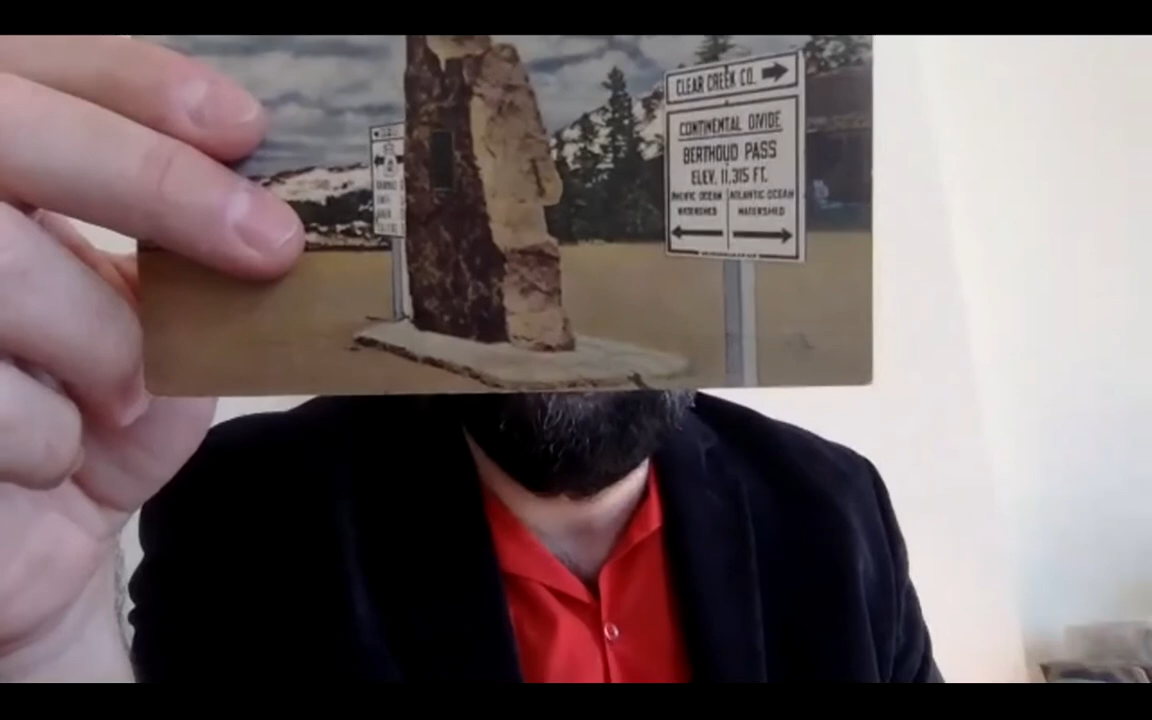 CLEAR CREEK CO.
CONTINENTAL DIVIDE
BERTHOUD PASS
ELEV. 11,315 FT.
PACIFIC OCEAN ATLANTIC OCEAN
WATERSHED WATERSHED